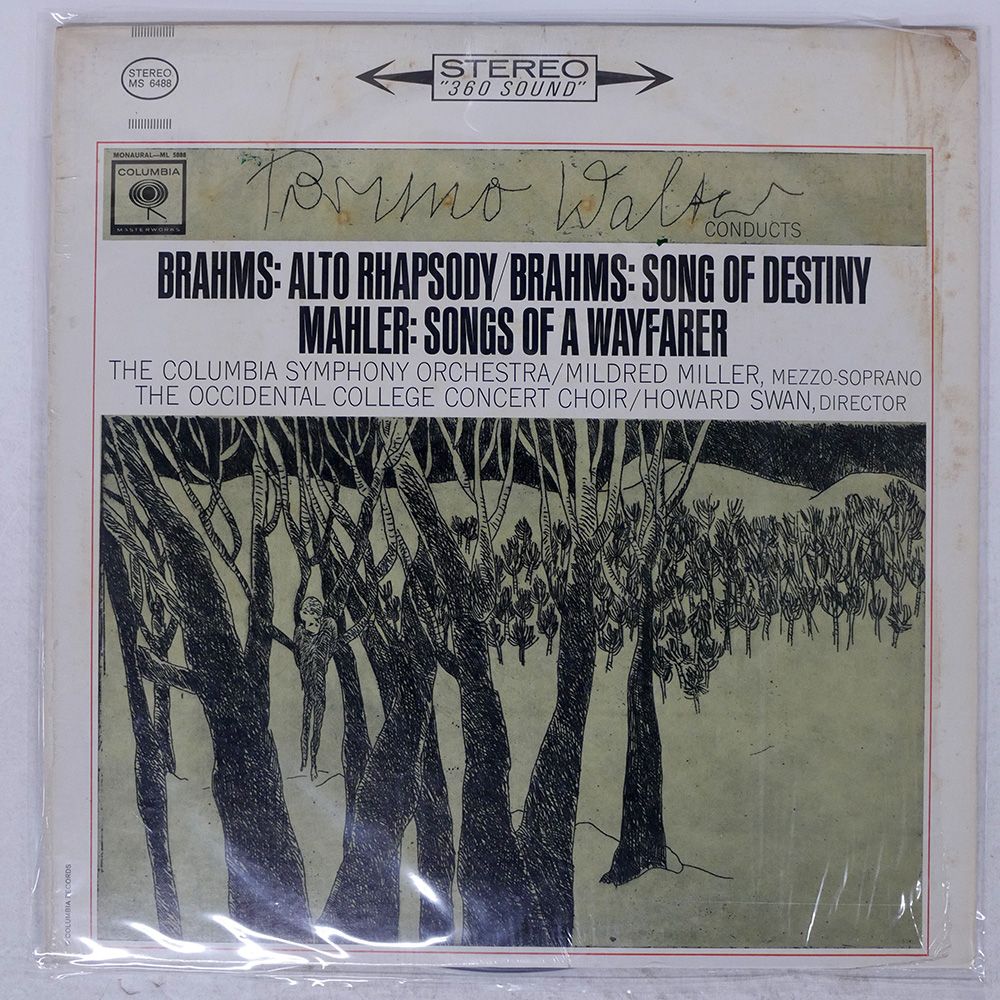 STEREO
MS 6488
STEREO
"360 SOUND"
MONAURAL—ML 5888
COLUMBIA
MASTERWORKS
Bruno Walter
CONDUCTS
BRAHMS: ALTO RHAPSODY/BRAHMS: SONG OF DESTINY
MAHLER: SONGS OF A WAYFARER
THE COLUMBIA SYMPHONY ORCHESTRA/MILDRED MILLER, MEZZO-SOPRANO
THE OCCIDENTAL COLLEGE CONCERT CHOIR/HOWARD SWAN, DIRECTOR
COLUMBIA RECORDS